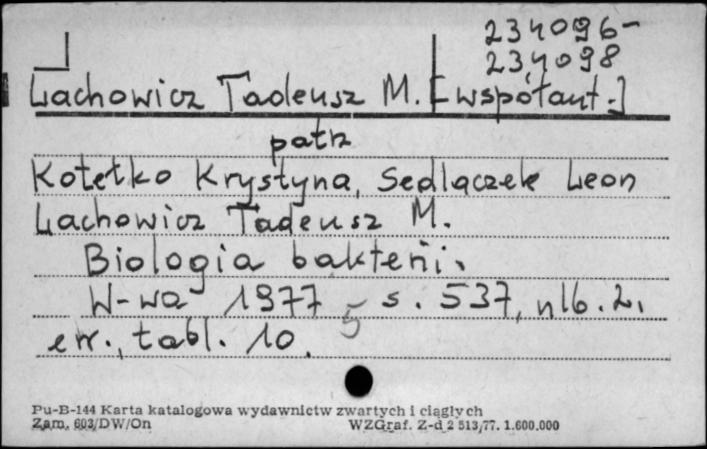 234096-
234098
Lachowicz Tadeusz M. [współaut.]
patrz
Kotełko Krystyna, Sedlaczek Leon
Lachowicz Tadeusz M.
Biologia bakterii.
W-wa 1977 s. 537, nlb. 2,
err., tabl. 10.
5
Pu-B-144 Karta katalogowa wydawnictw zwartych i ciągłych
Zam. 603/DW/On WZGraf. Z-d 2 513/77. 1.600.000